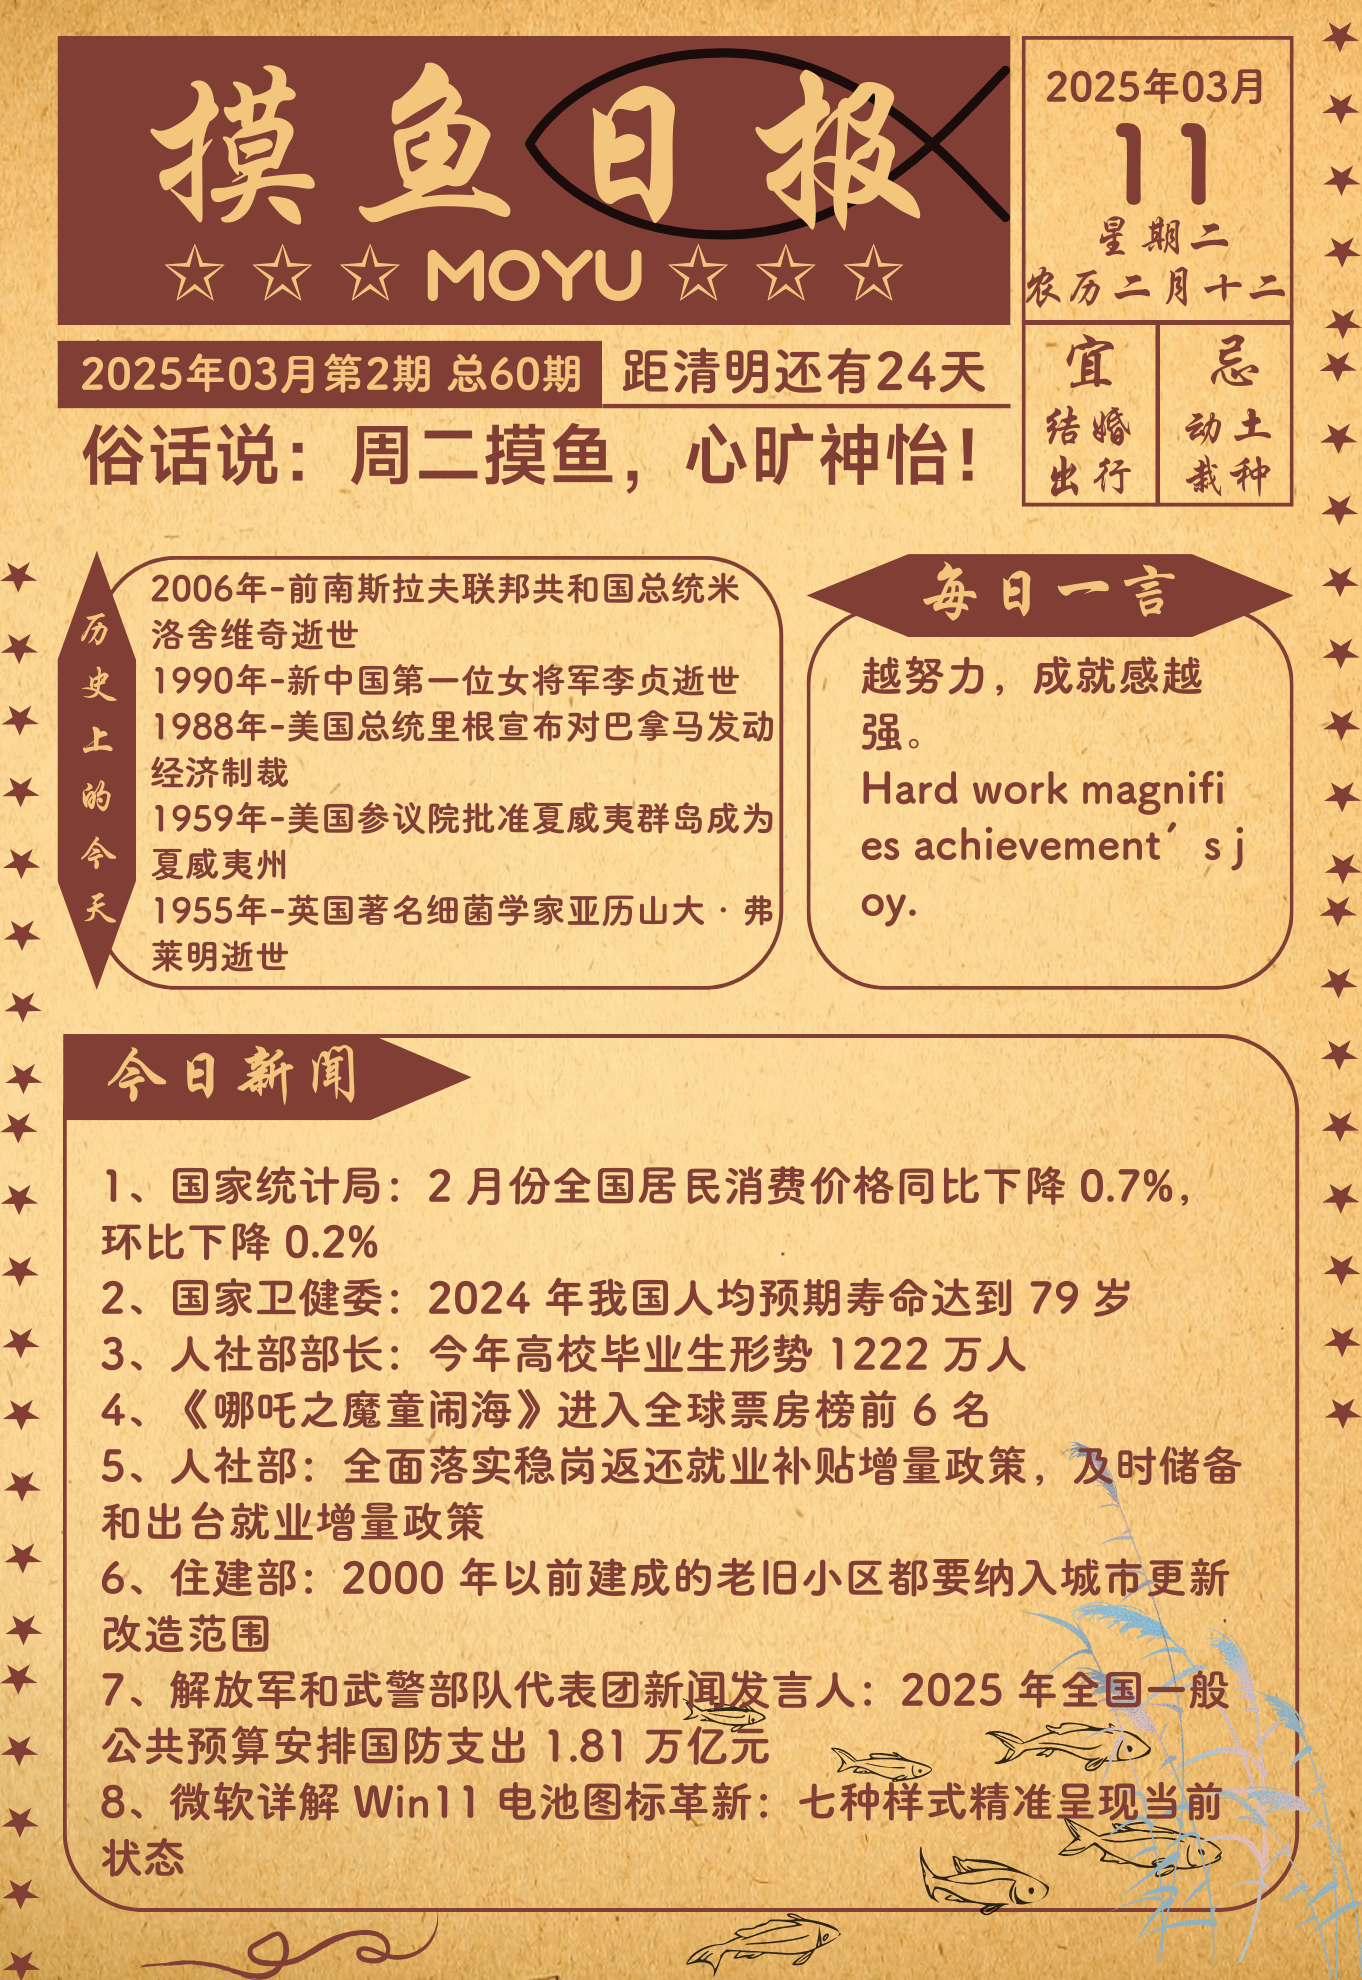 摸鱼日报
☆☆☆MOYU☆☆☆
2025年03月
11
星期二
农历二月十二
宜
结婚
出行
忌
动土
栽种
2025年03月第2期 总60期
距清明还有24天
俗话说：周二摸鱼，心旷神怡！
历史上的今天
2006年-前南斯拉夫联邦共和国总统米
洛舍维奇逝世
1990年-新中国第一位女将军李贞逝世
1988年-美国总统里根宣布对巴拿马发动
经济制裁
1959年-美国参议院批准夏威夷群岛成为
夏威夷州
1955年-英国著名细菌学家亚历山大·弗
莱明逝世
每日一言
越努力，成就感越
强。
Hard work magnifi
es achievement′s j
oy.
今日新闻
1、国家统计局：2 月份全国居民消费价格同比下降 0.7%，
环比下降 0.2%
2、国家卫健委：2024 年我国人均预期寿命达到 79 岁
3、人社部部长：今年高校毕业生形势 1222 万人
4、《哪吒之魔童闹海》进入全球票房榜前 6 名
5、人社部：全面落实稳岗返还就业补贴增量政策，及时储备
和出台就业增量政策
6、住建部：2000 年以前建成的老旧小区都要纳入城市更新
改造范围
7、解放军和武警部队代表团新闻发言人：2025 年全国一般
公共预算安排国防支出 1.81 万亿元
8、微软详解 Win11 电池图标革新：七种样式精准呈现当前
状态